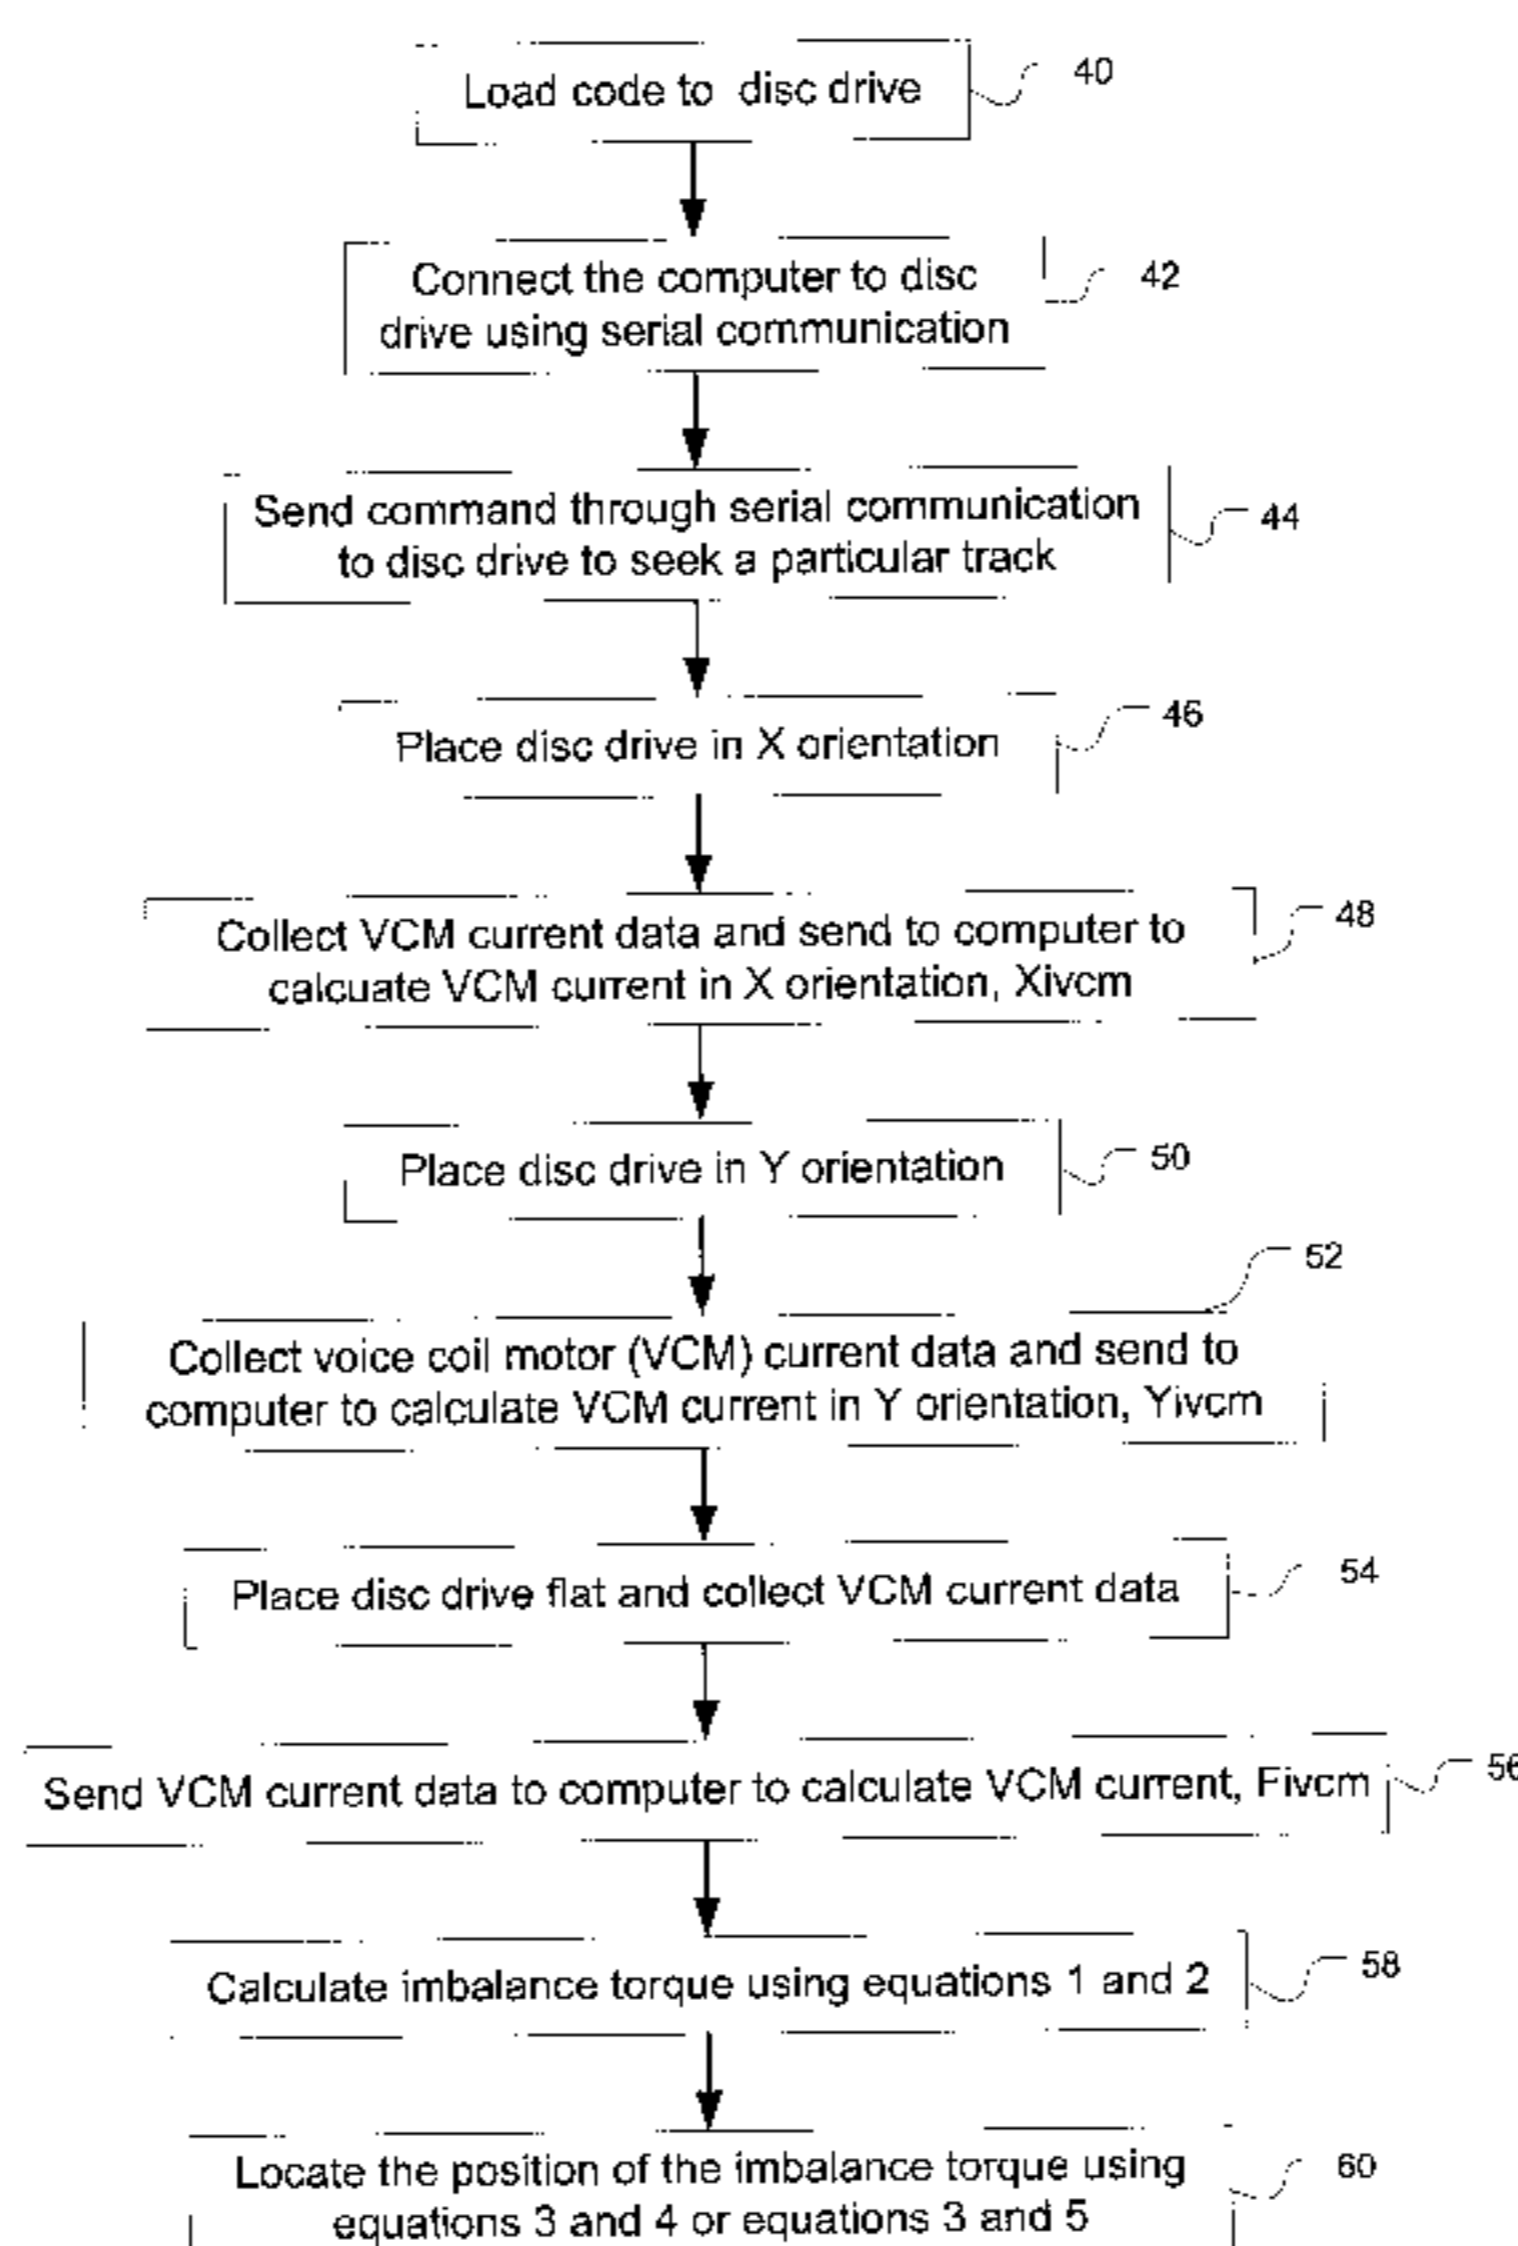 Load code to disc drive
40
Connect the computer to disc
drive using serial communication
42
Send command through serial communication
to disc drive to seek a particular track
44
Place disc drive in X orientation
46
Collect VCM current data and send to computer to
calcuate VCM current in X orientation, Xivcm
48
Place disc drive in Y orientation
50
52
Collect voice coil motor (VCM) current data and send to
computer to calculate VCM current in Y orientation, Yivcm
Place disc drive flat and collect VCM current data
54
Send VCM current data to computer to calculate VCM current, Fivcm
56
Calculate imbalance torque using equations 1 and 2
58
Locate the position of the imbalance torque using
equations 3 and 4 or equations 3 and 5
60